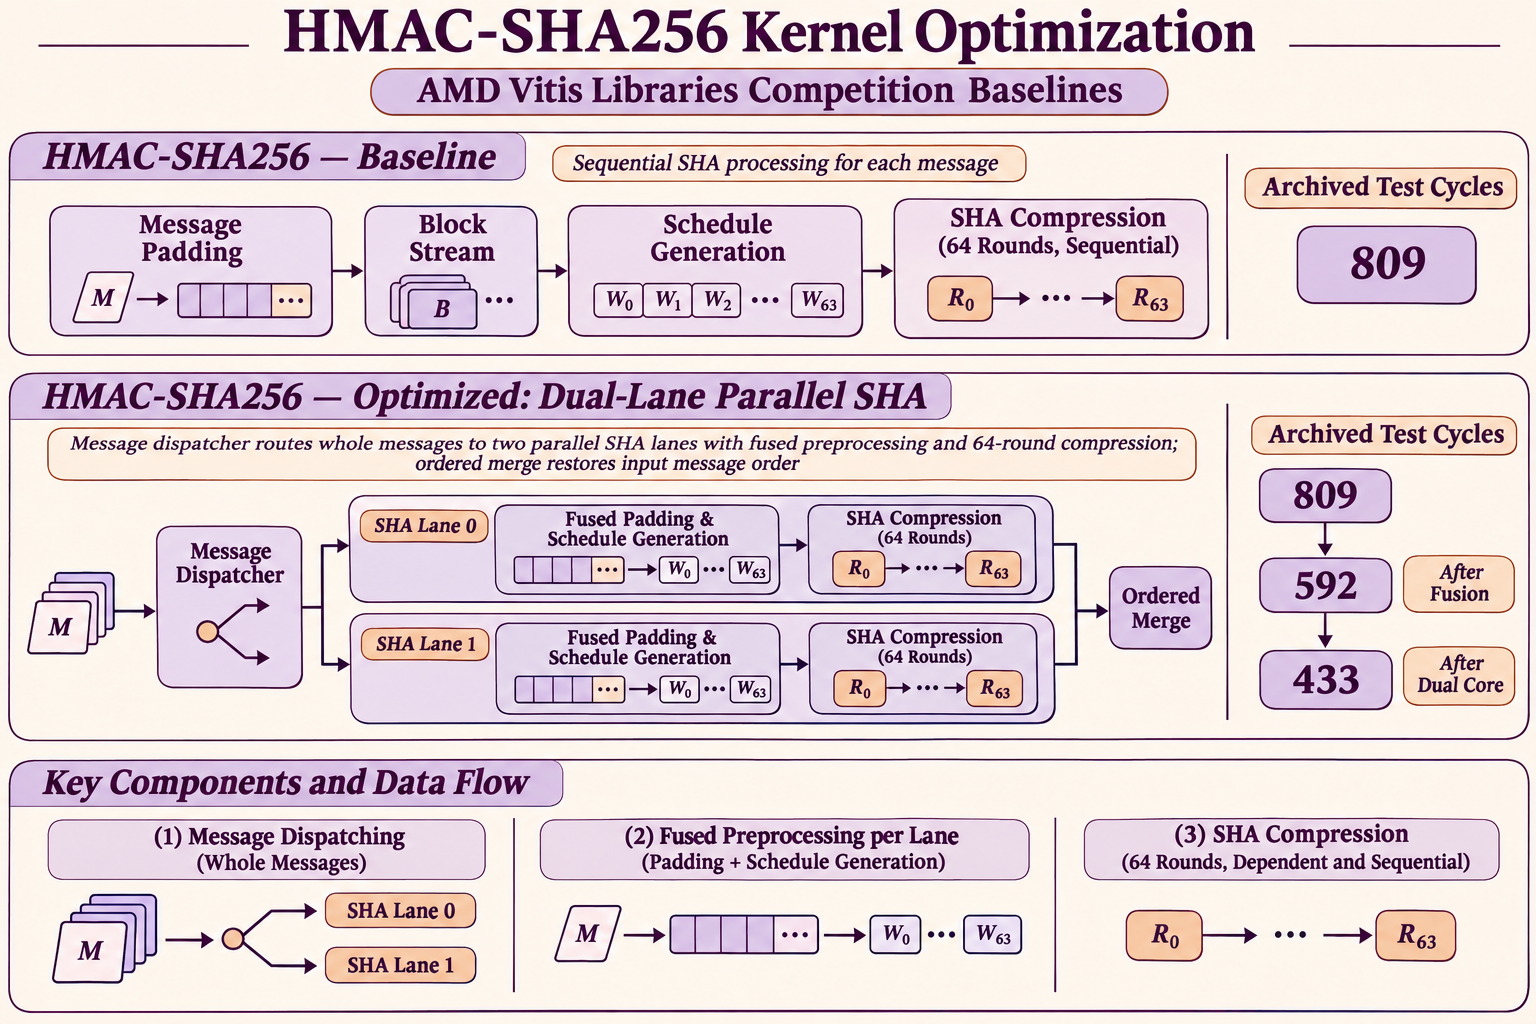 HMAC-SHA256 Kernel Optimization
AMD Vitis Libraries Competition Baselines
HMAC-SHA256 — Baseline
Sequential SHA processing for each message
Message
Padding
M
...
Block
Stream
B ...
Schedule
Generation
W0 W1 W2 ... W63
SHA Compression
(64 Rounds, Sequential)
R0 ... R63
Archived Test Cycles
809
HMAC-SHA256 — Optimized: Dual-Lane Parallel SHA
Message dispatcher routes whole messages to two parallel SHA lanes with fused preprocessing and 64-round compression;
ordered merge restores input message order
M
Message
Dispatcher
SHA Lane 0
Fused Padding &
Schedule Generation
... W0 ... W63
SHA Compression
(64 Rounds)
R0 ... R63
SHA Lane 1
Fused Padding &
Schedule Generation
... W0 ... W63
SHA Compression
(64 Rounds)
R0 ... R63
Ordered
Merge
Archived Test Cycles
809
592
After
Fusion
433
After
Dual Core
Key Components and Data Flow
(1) Message Dispatching
(Whole Messages)
M
SHA Lane 0
SHA Lane 1
(2) Fused Preprocessing per Lane
(Padding + Schedule Generation)
M ... W0 ... W63
(3) SHA Compression
(64 Rounds, Dependent and Sequential)
R0 ... R63